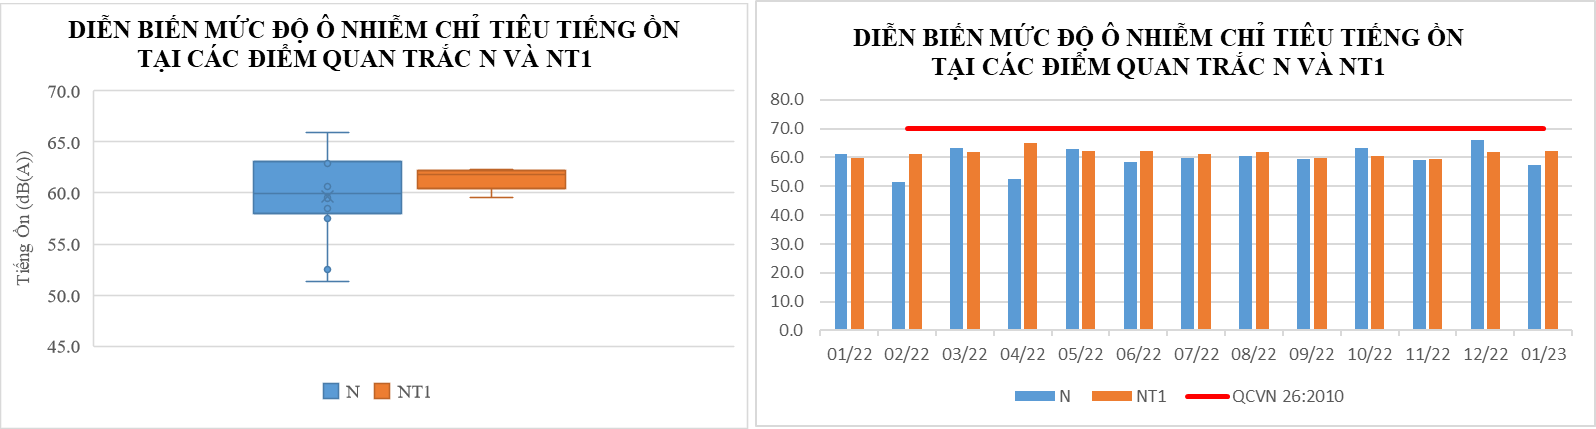 DIỄN BIẾN MỨC ĐỘ Ô NHIỄM CHỈ TIÊU TIẾNG ỒN
TẠI CÁC ĐIỂM QUAN TRẮC N VÀ NT1
70.0
65.0
60.0
55.0
50.0
45.0
Tiếng Ồn (dB(A))
N
NT1
DIỄN BIẾN MỨC ĐỘ Ô NHIỄM CHỈ TIÊU TIẾNG ỒN
TẠI CÁC ĐIỂM QUAN TRẮC N VÀ NT1
80.0
70.0
60.0
50.0
40.0
30.0
20.0
10.0
0.0
01/22 02/22 03/22 04/22 05/22 06/22 07/22 08/22 09/22 10/22 11/22 12/22 01/23
N
NT1
QCVN 26:2010